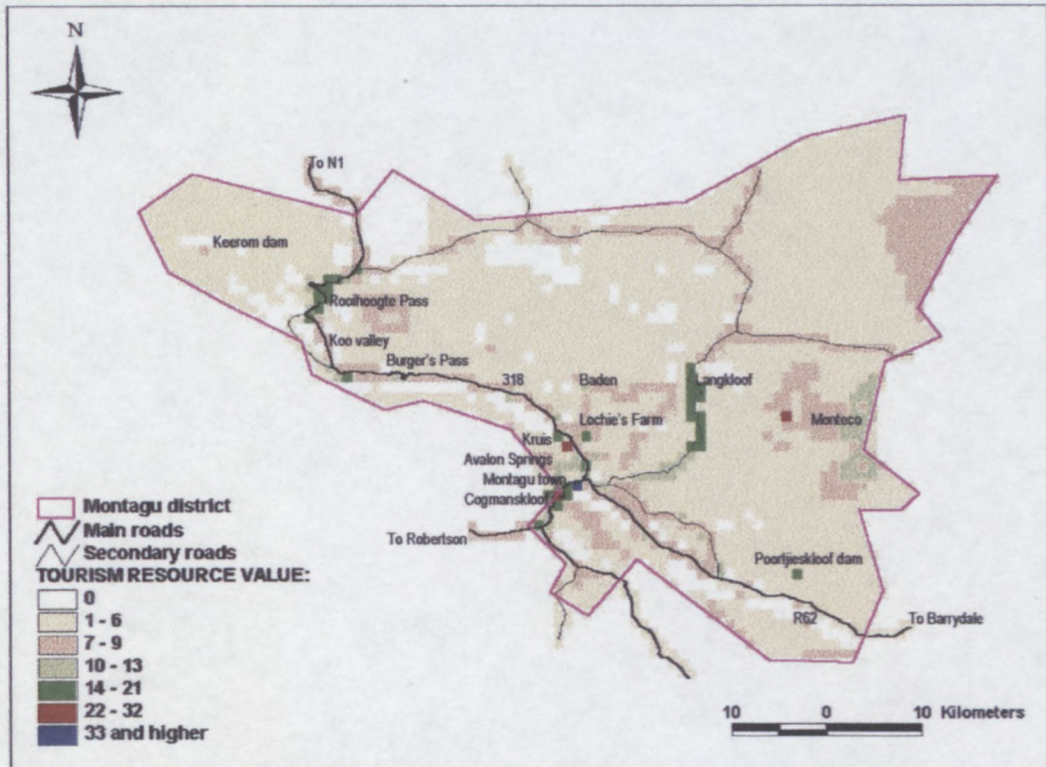 N
To N1
Keerom dam
Rooihoogte Pass
Koo valley
Burger's Pass
318
Baden
Langkloof
Lochie's Farm
Monteco
Kruis
Avalon Springs
Montagu town
Cogmanskloof
To Robertson
Poortjieskloof dam
R62
To Barrydale
Montagu district
Main roads
Secondary roads
TOURISM RESOURCE VALUE:
0
1 - 6
7 - 9
10 - 13
14 - 21
22 - 32
33 and higher
10 0 10 Kilometers